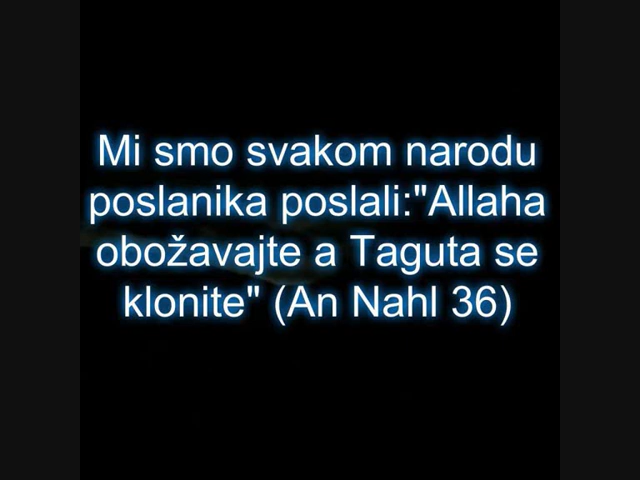 Mi smo svakom narodu
poslanika poslali:"Allaha
obožavajte a Taguta se
klonite" (An Nahl 36)